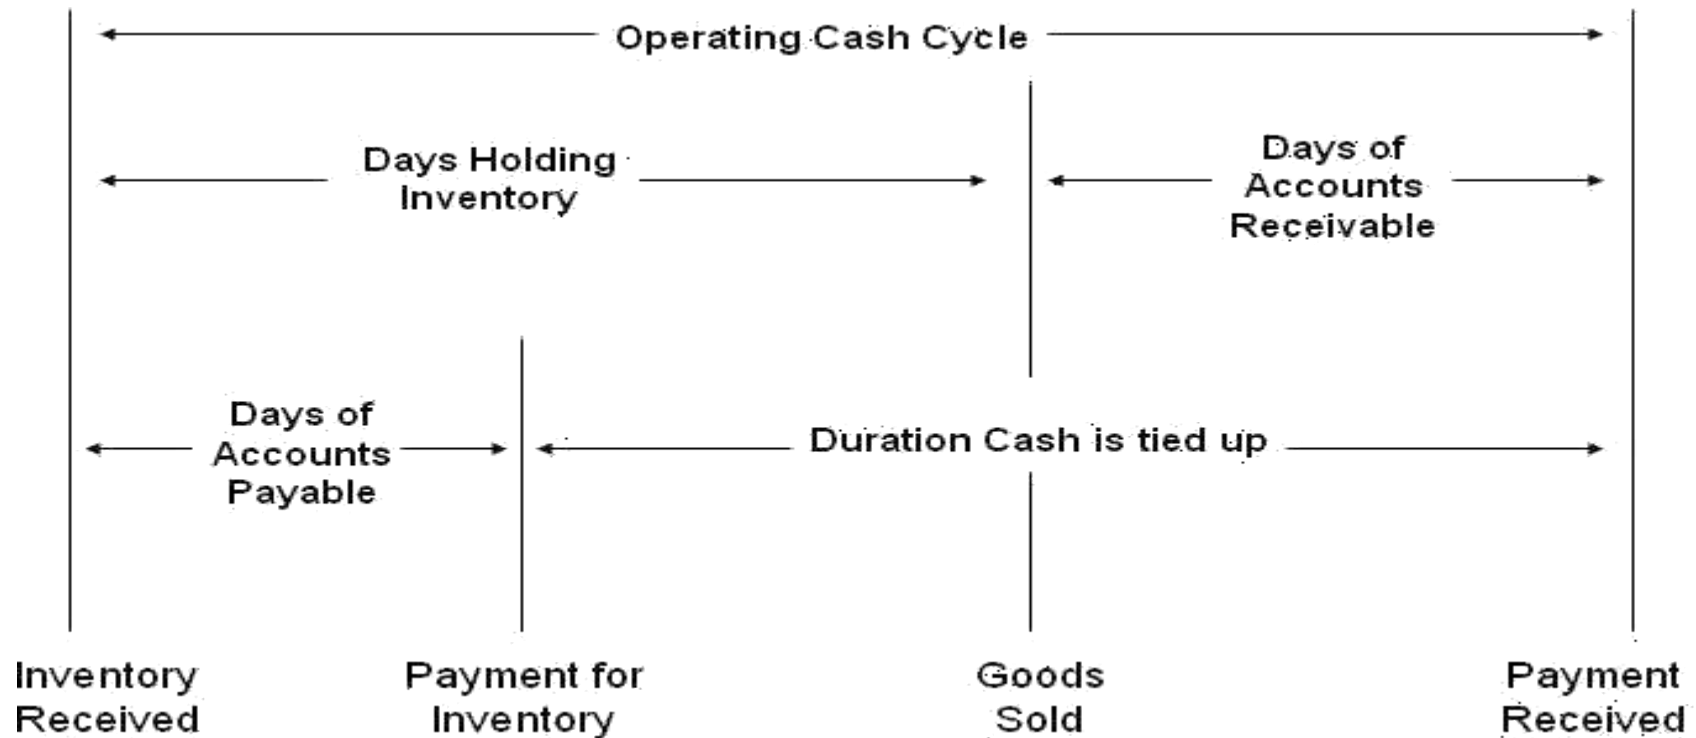 Operating Cash Cycle
Days Holding
Inventory
Days of
Accounts
Receivable
Days of
Accounts
Payable
Duration Cash is tied up
Inventory
Received
Payment for
Inventory
Goods
Sold
Payment
Received